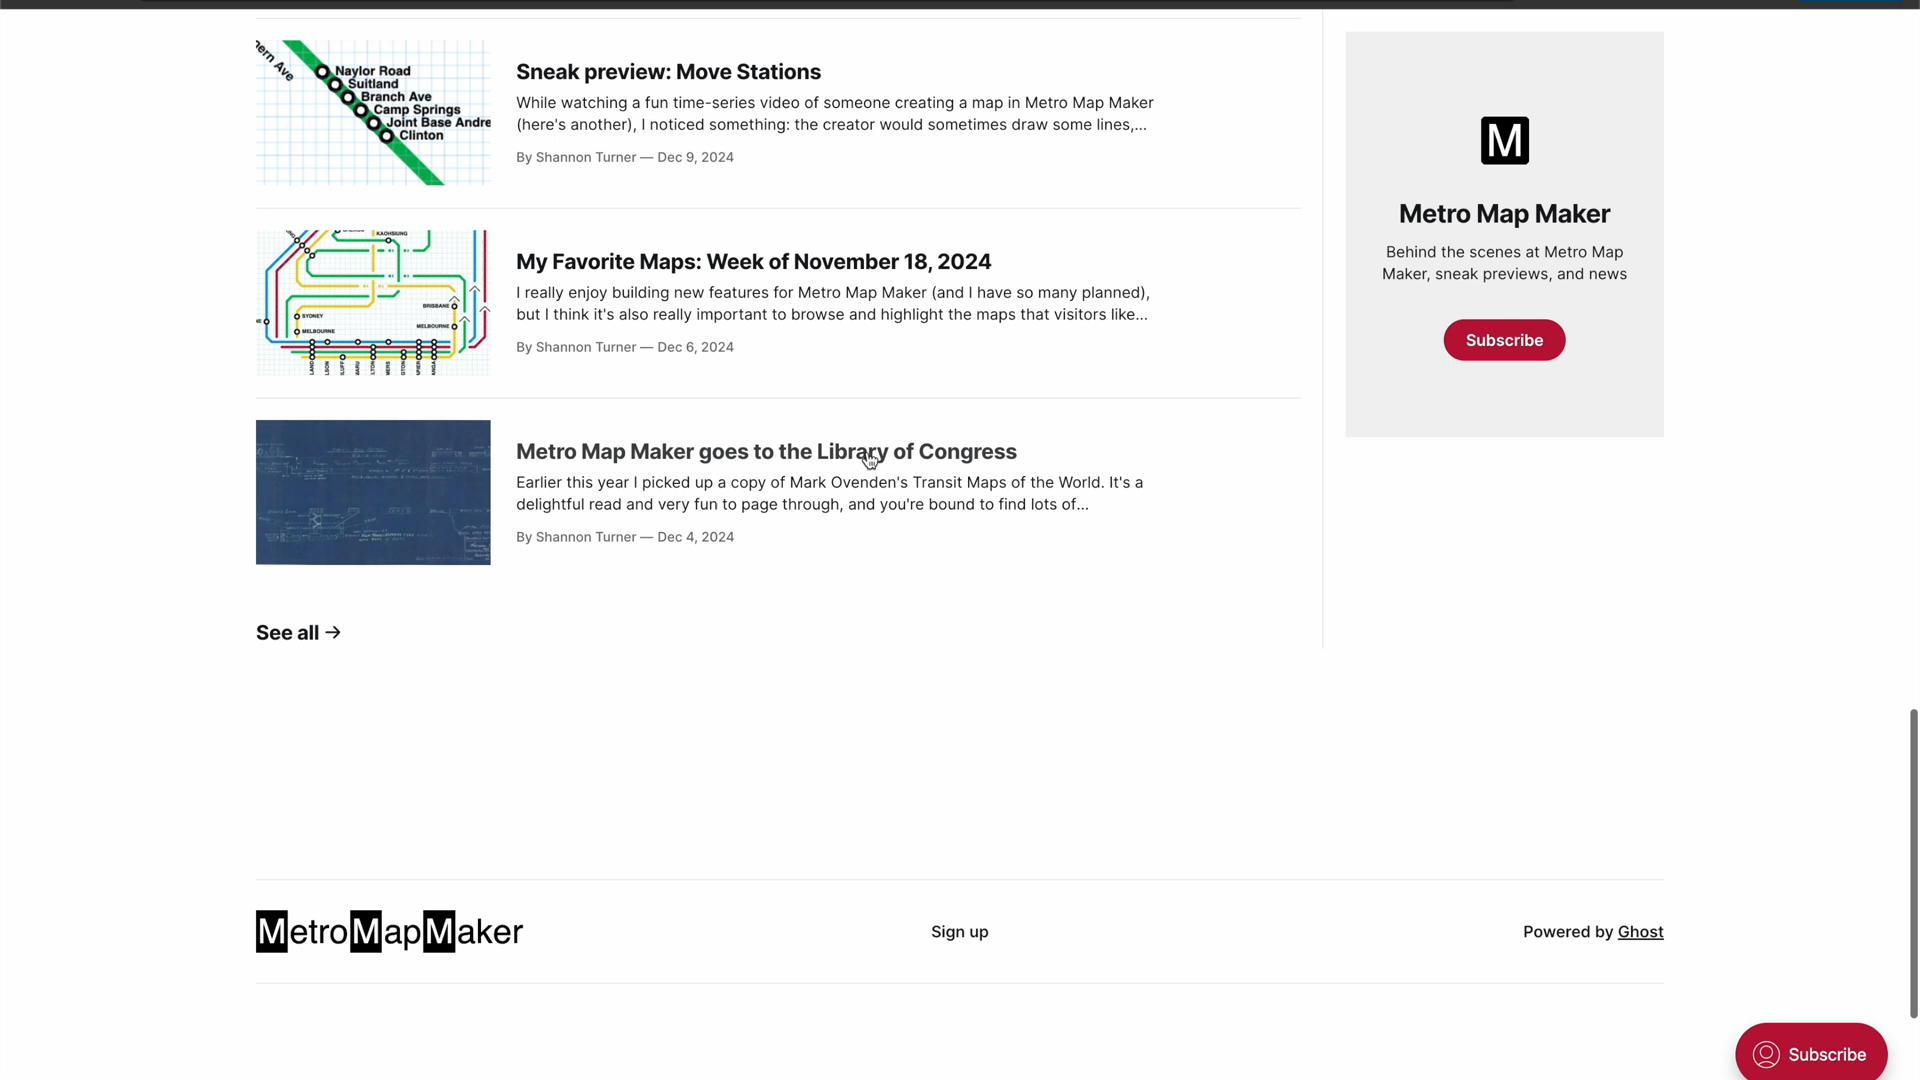 Naylor Road
Suitland
Branch Ave
Camp Springs
Joint Base Andre
Clinton
Sneak preview: Move Stations
While watching a fun time-series video of someone creating a map in Metro Map Maker
(here's another), I noticed something: the creator would sometimes draw some lines,...
By Shannon Turner — Dec 9, 2024
KAOHSIUNG
BRISBANE
SYDNEY
MELBOURNE
MELBOURNE
My Favorite Maps: Week of November 18, 2024
I really enjoy building new features for Metro Map Maker (and I have so many planned),
but I think it's also really important to browse and highlight the maps that visitors like...
By Shannon Turner — Dec 6, 2024
Metro Map Maker goes to the Library of Congress
Earlier this year I picked up a copy of Mark Ovenden's Transit Maps of the World. It's a
delightful read and very fun to page through, and you're bound to find lots of...
By Shannon Turner — Dec 4, 2024
See all →
M
Metro Map Maker
Behind the scenes at Metro Map
Maker, sneak previews, and news
Subscribe
MetroMapMaker
Sign up
Powered by Ghost
Subscribe